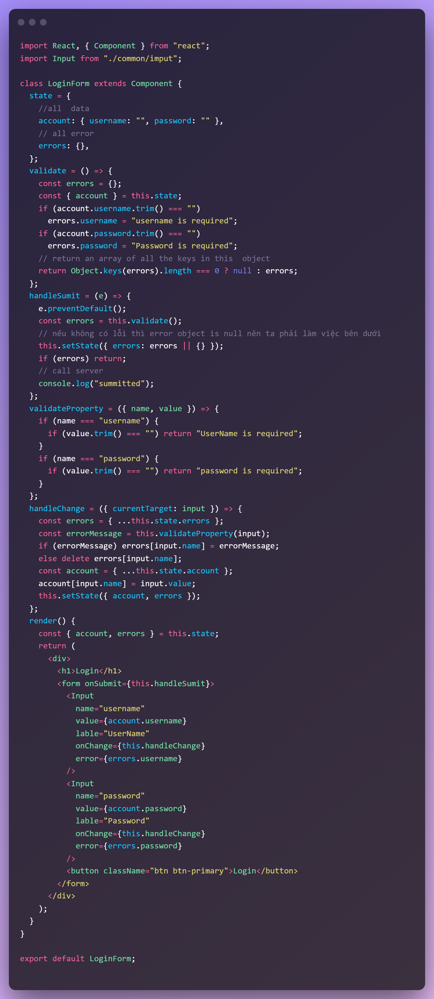 import React, { Component } from "react";
import Input from "./common/imput";

class LoginForm extends Component {
  state = {
    //all  data
    account: { username: "", password: "" },
    // all error
    errors: {},
  };
  validate = () => {
    const errors = {};
    const { account } = this.state;
    if (account.username.trim() === "")
      errors.username = "username is required";
    if (account.password.trim() === "")
      errors.password = "Password is required";
    // return an array of all the keys in this  object
    return Object.keys(errors).length === 0 ? null : errors;
  };
  handleSumit = (e) => {
    e.preventDefault();
    const errors = this.validate();
    // nếu không có lỗi thì error object is null nên ta phải làm việc bên dưới
    this.setState({ errors: errors || {} });
    if (errors) return;
    // call server
    console.log("summitted");
  };
  validateProperty = ({ name, value }) => {
    if (name === "username") {
      if (value.trim() === "") return "UserName is required";
    }
    if (name === "password") {
      if (value.trim() === "") return "password is required";
    }
  };
  handleChange = ({ currentTarget: input }) => {
    const errors = { ...this.state.errors };
    const errorMessage = this.validateProperty(input);
    if (errorMessage) errors[input.name] = errorMessage;
    else delete errors[input.name];
    const account = { ...this.state.account };
    account[input.name] = input.value;
    this.setState({ account, errors });
  };
  render() {
    const { account, errors } = this.state;
    return (
      <div>
        <h1>Login</h1>
        <form onSubmit={this.handleSumit}>
          <Input
            name="username"
            value={account.username}
            lable="UserName"
            onChange={this.handleChange}
            error={errors.username}
          />
          <Input
            name="password"
            value={account.password}
            lable="Password"
            onChange={this.handleChange}
            error={errors.password}
          />
          <button className="btn btn-primary">Login</button>
        </form>
      </div>
    );
  }
}

export default LoginForm;